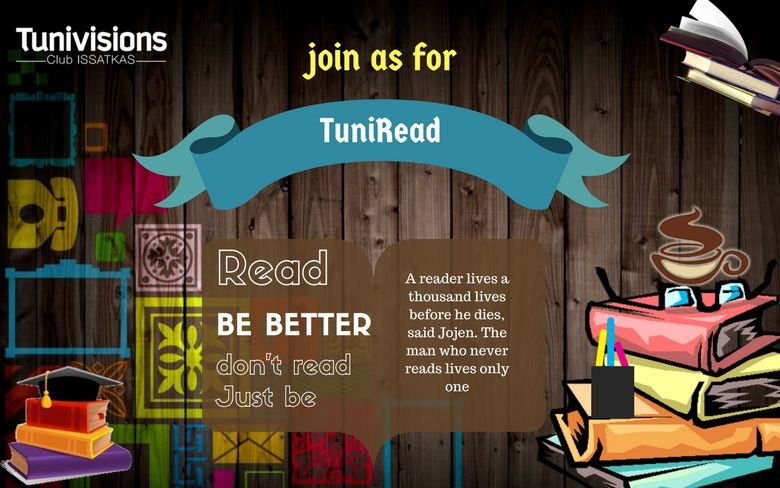 Tunivisions
Club ISSATKAS
join as for
TuniRead
Read
BE BETTER
don't read
Just be
A reader lives a
thousand lives
before he dies,
said Jojen. The
man who never
reads lives only
one